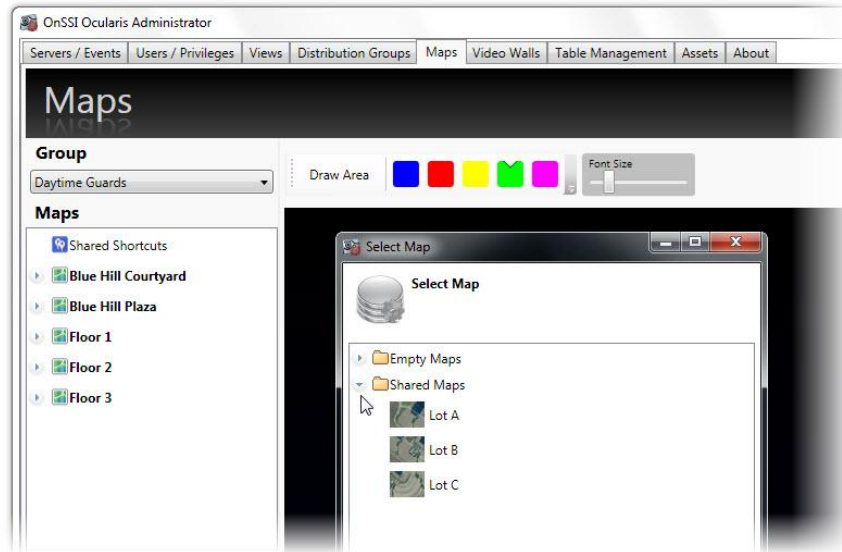 OnSSI Ocularis Administrator
Servers / Events Users / Privileges Views Distribution Groups Maps Video Walls Table Management Assets About
Maps
Group
Daytime Guards
Draw Area
Font Size
Maps
Shared Shortcuts
Blue Hill Courtyard
Blue Hill Plaza
Floor 1
Floor 2
Floor 3
Select Map
Select Map
Empty Maps
Shared Maps
Lot A
Lot B
Lot C